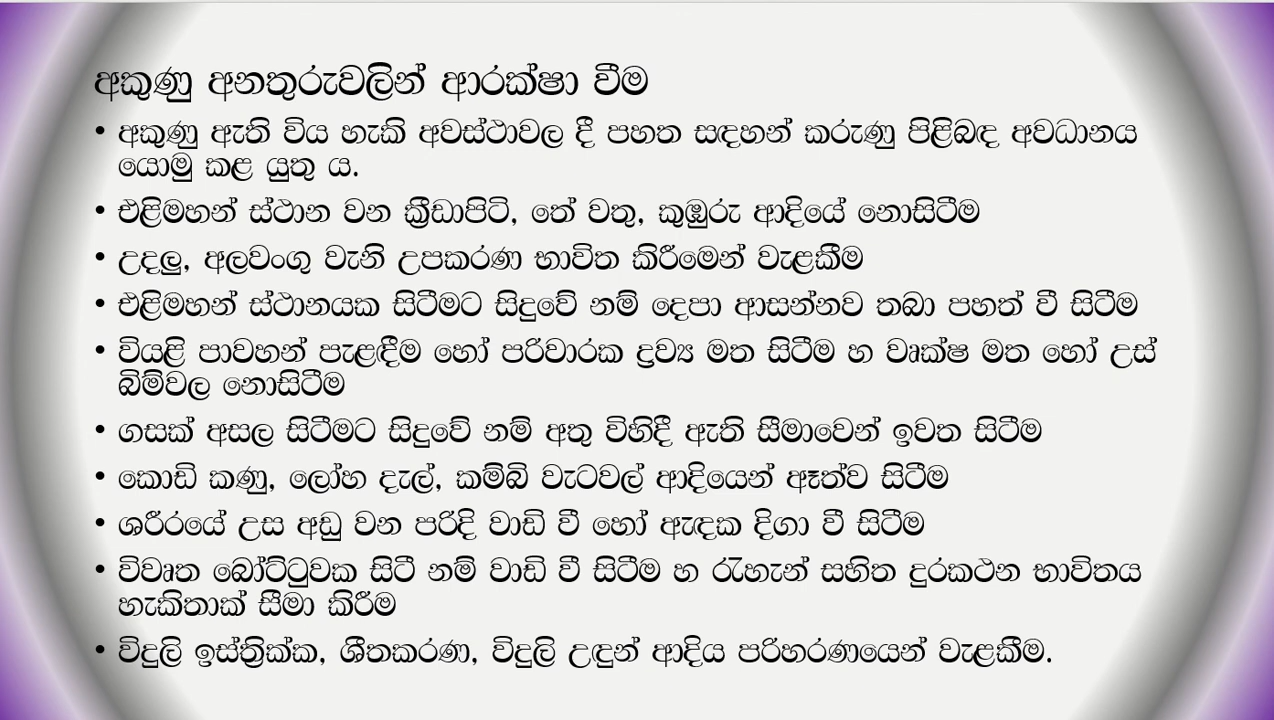 අකුණු අනතුරුවලින් ආරක්ෂා වීම
• අකුණු ඇති විය හැකි අවස්ථාවල දී පහත සඳහන් කරුණු පිළිබඳ අවධානය
යොමු කළ යුතු ය.
• එළිමහන් ස්ථාන වන ක්‍රීඩාපිටි, තේ වතු, කුඹුරු ආදියේ නොසිටීම
• උදලු, අලවංගු වැනි උපකරණ භාවිත කිරීමෙන් වැළකීම
• එළිමහන් ස්ථානයක සිටීමට සිදුවේ නම් දෙපා ආසන්නව තබා පහත් වී සිටීම
• වියළි පාවහන් පැළඳීම හෝ පරිවාරක ද්‍රව්‍ය මත සිටීම හ වෘක්ෂ මත හෝ උස්
බිම්වල නොසිටීම
• ගසක් අසල සිටීමට සිදුවේ නම් අතු විහිදී ඇති සීමාවෙන් ඉවත සිටීම
• කොඩි කණු, ලෝහ දැල්, කම්බි වැටවල් ආදියෙන් ඈත්ව සිටීම
• ශරීරයේ උස අඩු වන පරිදි වාඩි වී හෝ ඇඳක දිගා වී සිටීම
• විවෘත බෝට්ටුවක සිටී නම් වාඩි වී සිටීම හ රැහැන් සහිත දුරකථන භාවිතය
හැකිතාක් සීමා කිරීම
• විදුලි ඉස්ත්‍රික්ක, ශීතකරණ, විදුලි උඳුන් ආදිය පරිහරණයෙන් වැළකීම.